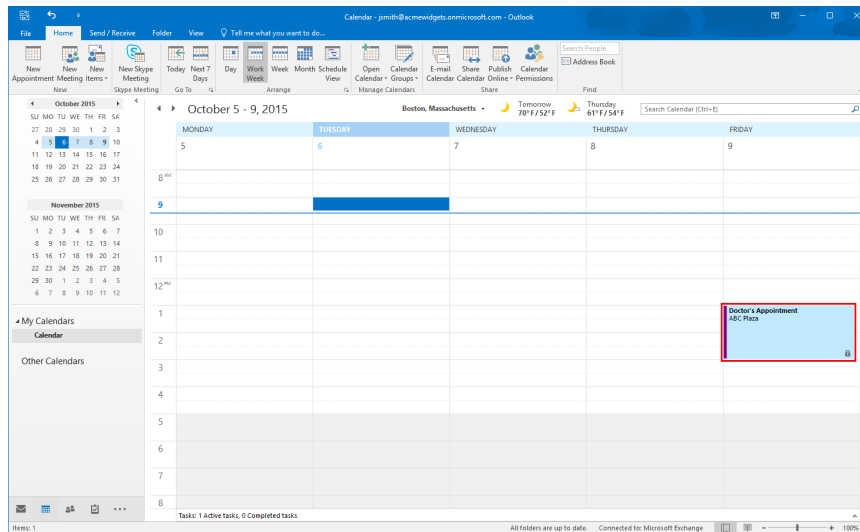 Calendar - jsmith@acmewidgets.onmicrosoft.com - Outlook
File Home Send / Receive Folder View Tell me what you want to do...
New Appointment
New Meeting
New Items
New Skype Meeting
Today
Next 7 Days
Day
Work Week
Week
Month
Schedule View
Open Calendar
Calendar Groups
E-mail Calendar
Share Calendar
Publish Online
Calendar Permissions
Search People
Address Book
New Skype Meeting Go To Arrange Manage Calendars Share Find
October 2015
SU MO TU WE TH FR SA
27 28 29 30 1 2 3
4 5 6 7 8 9 10
11 12 13 14 15 16 17
18 19 20 21 22 23 24
25 26 27 28 29 30 31
November 2015
SU MO TU WE TH FR SA
1 2 3 4 5 6 7
8 9 10 11 12 13 14
15 16 17 18 19 20 21
22 23 24 25 26 27 28
29 30 1 2 3 4 5
6 7 8 9 10 11 12
My Calendars
Calendar
Other Calendars
October 5 - 9, 2015
Boston, Massachusetts
Tomorrow
70° F / 52° F
Thursday
61° F / 54° F
Search Calendar (Ctrl+E)
MONDAY TUESDAY WEDNESDAY THURSDAY FRIDAY
5 6 7 8 9
8 AM
9
10
11
12 PM
1
Doctor's Appointment
ABC Plaza
2
3
4
5
6
7
8
Tasks: 1 Active tasks, 0 Completed tasks
Items: 1
All folders are up to date. Connected to: Microsoft Exchange
100%